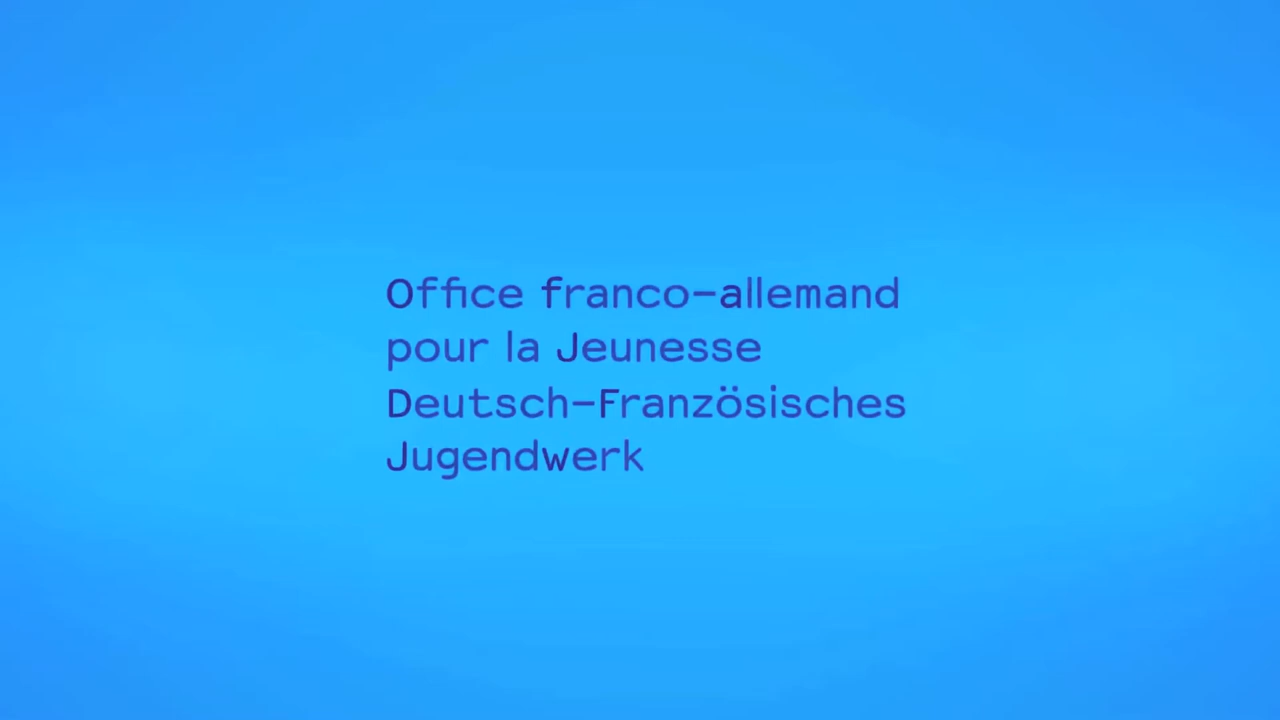 Office franco-allemand
pour la Jeunesse
Deutsch-Französisches
Jugendwerk